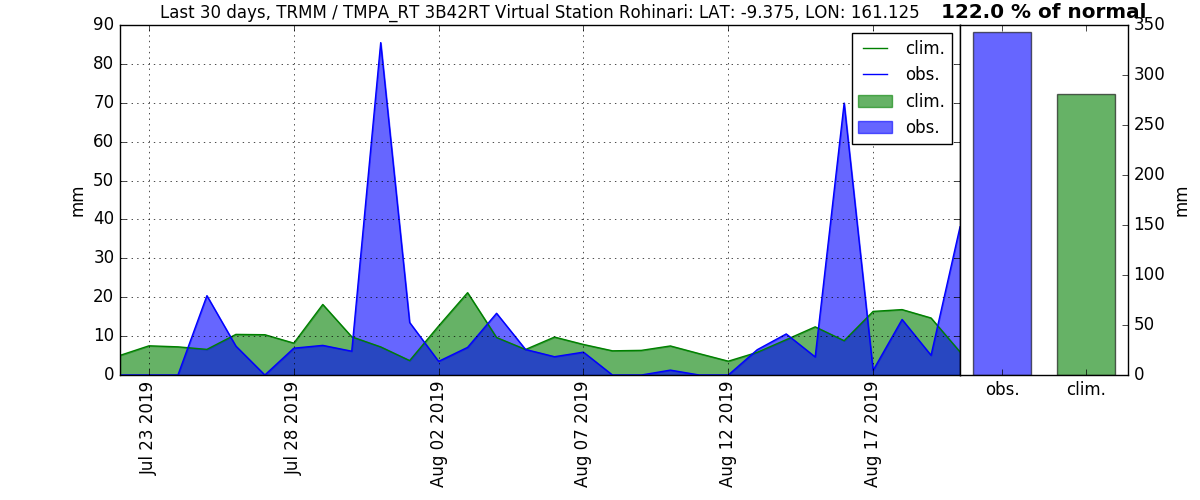 Last 30 days, TRMM / TMPA_RT 3B42RT Virtual Station Rohinari: LAT: -9.375, LON: 161.125
122.0 % of normal
90
80
70
60
50
40
30
20
10
0
mm
clim.
obs.
clim.
obs.
Jul 23 2019
Jul 28 2019
Aug 02 2019
Aug 07 2019
Aug 12 2019
Aug 17 2019
350
300
250
200
150
100
50
0
mm
obs.
clim.